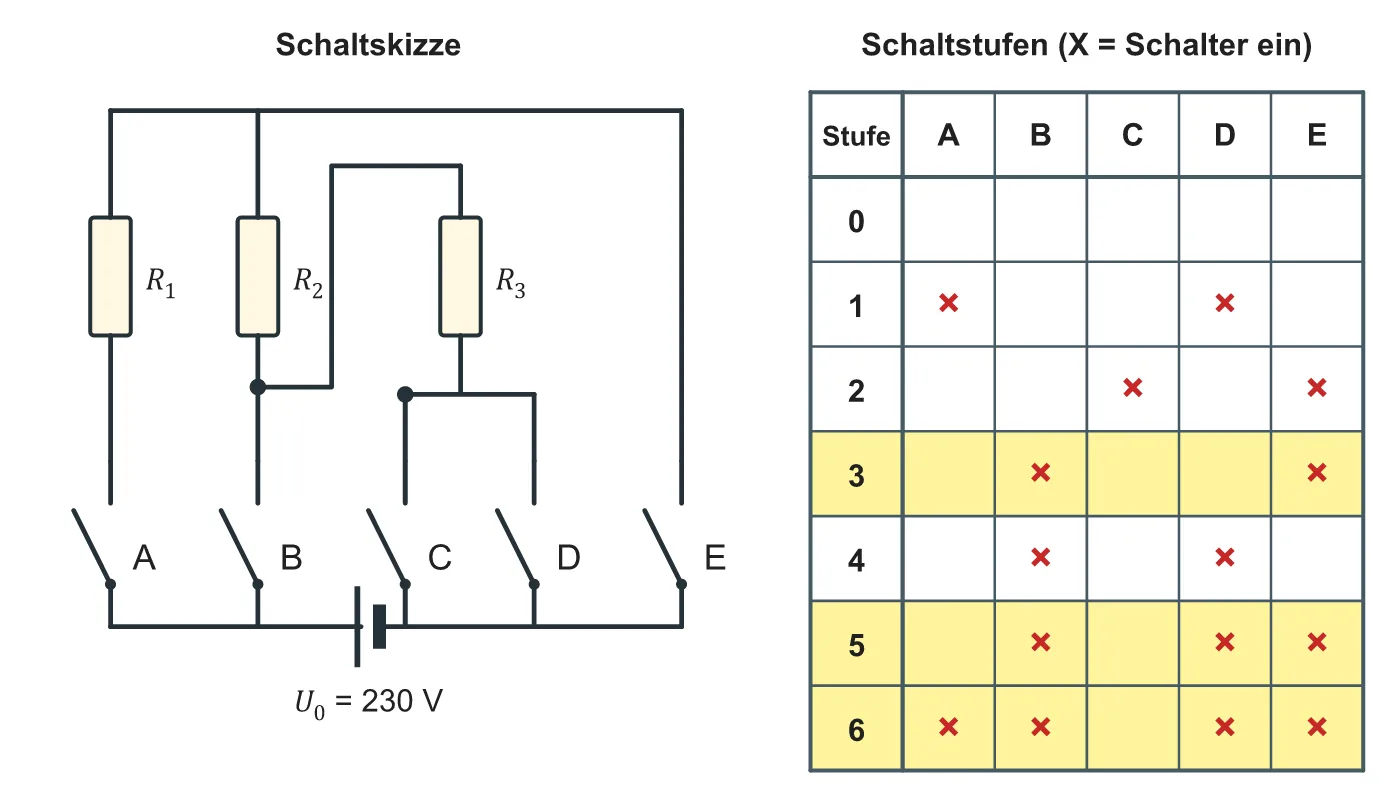 Schaltskizze
R1
R2
R3
A
B
C
D
E
U0 = 230 V
Schaltstufen (X = Schalter ein)
Stufe A B C D E
0
1 × ×
2 × ×
3 × ×
4 × ×
5 × × ×
6 × × × ×